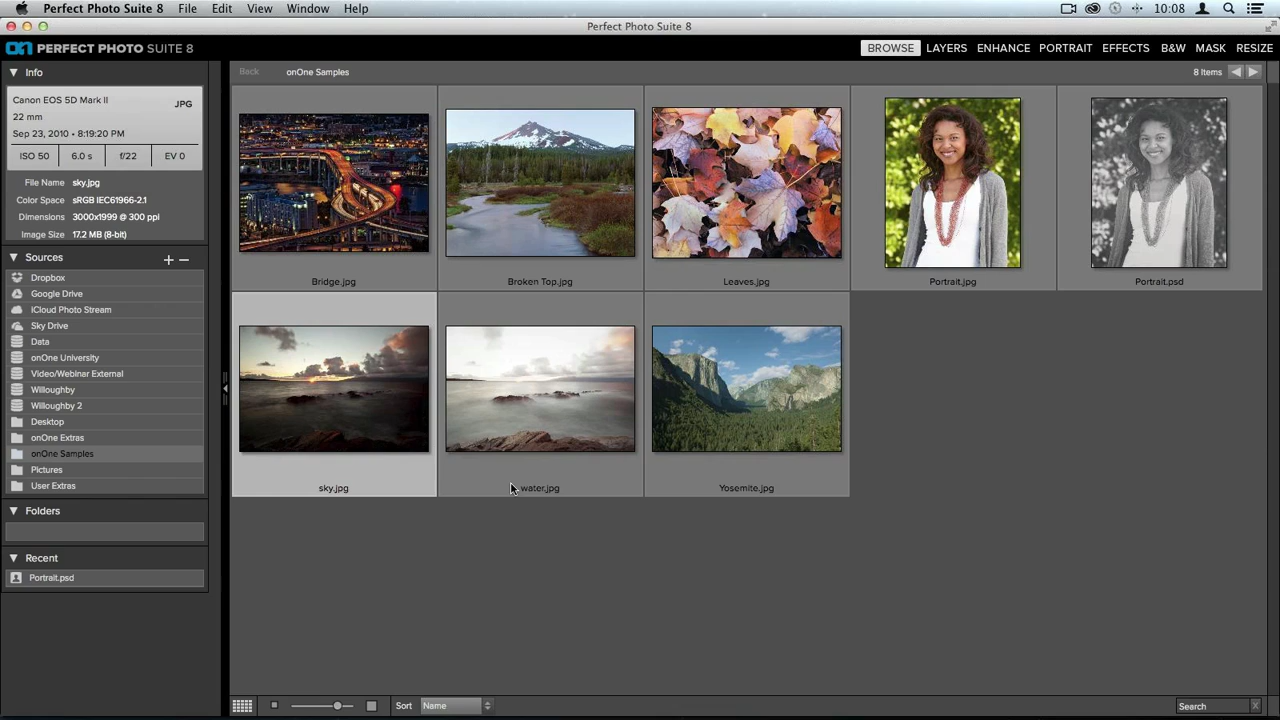 Perfect Photo Suite 8 File Edit View Window Help 10:08
Perfect Photo Suite 8
on PERFECT PHOTO SUITE 8 BROWSE LAYERS ENHANCE PORTRAIT EFFECTS B&W MASK RESIZE
Info
Back onOne Samples 8 Items
Canon EOS 5D Mark II JPG
22 mm
Sep 23, 2010 • 8:19:20 PM
ISO 50 6.0 s f/22 EV 0
File Name sky.jpg
Color Space sRGB IEC61966-2.1
Dimensions 3000x1999 @ 300 ppi
Image Size 17.2 MB (8-bit)
Sources
Dropbox
Google Drive
iCloud Photo Stream
Sky Drive
Data
onOne University
Video/Webinar External
Willoughby
Willoughby 2
Desktop
onOne Extras
onOne Samples
Pictures
User Extras
Folders
Recent
Portrait.psd
Bridge.jpg Broken Top.jpg Leaves.jpg Portrait.jpg Portrait.psd
sky.jpg water.jpg Yosemite.jpg
Sort Name Search